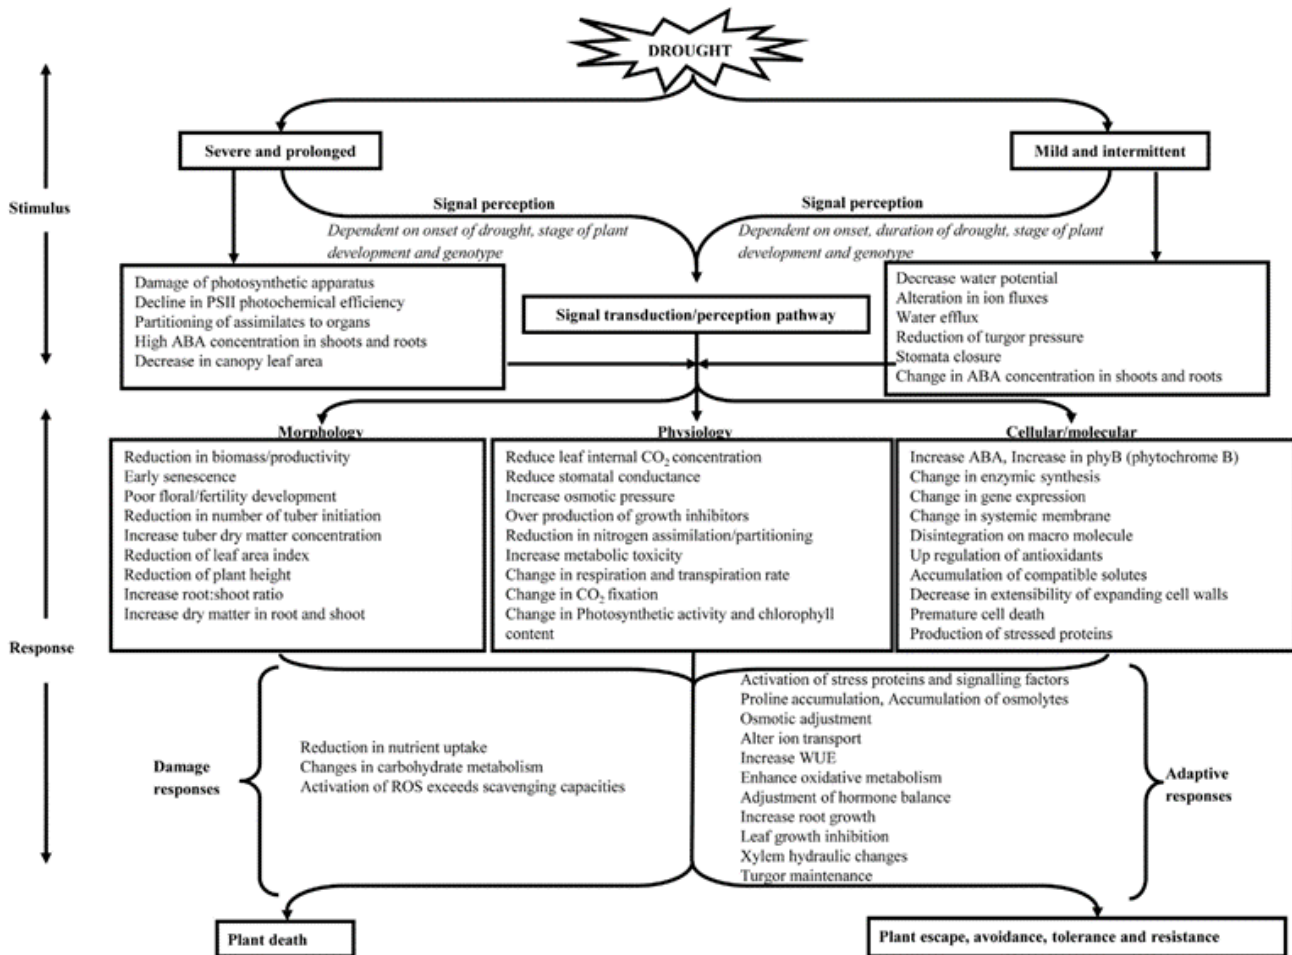 DROUGHT
Severe and prolonged
Mild and intermittent
Stimulus
Signal perception
Dependent on onset of drought, stage of plant
development and genotype
Signal perception
Dependent on onset, duration of drought, stage of plant
development and genotype
Damage of photosynthetic apparatus
Decline in PSII photochemical efficiency
Partitioning of assimilates to organs
High ABA concentration in shoots and roots
Decrease in canopy leaf area
Signal transduction/perception pathway
Decrease water potential
Alteration in ion fluxes
Water efflux
Reduction of turgor pressure
Stomata closure
Change in ABA concentration in shoots and roots
Response
Morphology
Reduction in biomass/productivity
Early senescence
Poor floral/fertility development
Reduction in number of tuber initiation
Increase tuber dry matter concentration
Reduction of leaf area index
Reduction of plant height
Increase root:shoot ratio
Increase dry matter in root and shoot
Physiology
Reduce leaf internal CO₂ concentration
Reduce stomatal conductance
Increase osmotic pressure
Over production of growth inhibitors
Reduction in nitrogen assimilation/partitioning
Increase metabolic toxicity
Change in respiration and transpiration rate
Change in CO₂ fixation
Change in Photosynthetic activity and chlorophyll
content
Cellular/molecular
Increase ABA, Increase in phyB (phytochrome B)
Change in enzymic synthesis
Change in gene expression
Change in systemic membrane
Disintegration on macro molecule
Up regulation of antioxidants
Accumulation of compatible solutes
Decrease in extensibility of expanding cell walls
Premature cell death
Production of stressed proteins
Damage
responses
Reduction in nutrient uptake
Changes in carbohydrate metabolism
Activation of ROS exceeds scavenging capacities
Activation of stress proteins and signalling factors
Proline accumulation, Accumulation of osmolytes
Osmotic adjustment
Alter ion transport
Increase WUE
Enhance oxidative metabolism
Adjustment of hormone balance
Increase root growth
Leaf growth inhibition
Xylem hydraulic changes
Turgor maintenance
Adaptive
responses
Plant death
Plant escape, avoidance, tolerance and resistance